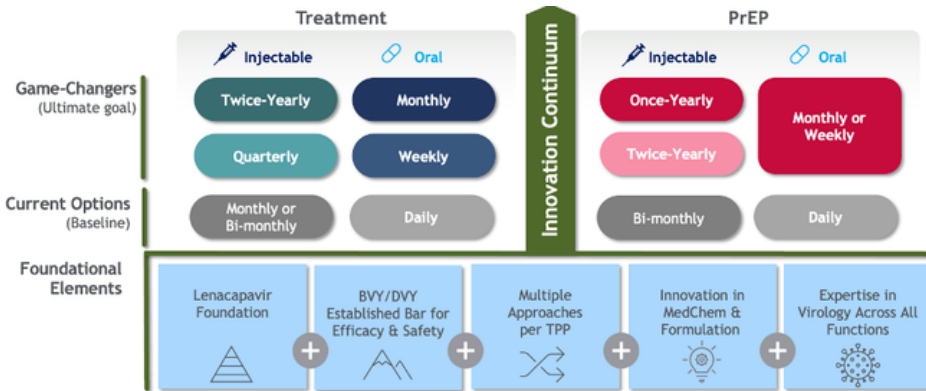 Treatment
PrEP
Injectable
Oral
Injectable
Oral
Game-Changers
(Ultimate goal)
Twice-Yearly
Monthly
Once-Yearly
Monthly or
Weekly
Quarterly
Weekly
Twice-Yearly
Innovation Continuum
Current Options
(Baseline)
Monthly or
Bi-monthly
Daily
Bi-monthly
Daily
Foundational
Elements
Lenacapavir
Foundation
BVY/DVY
Established Bar for
Efficacy & Safety
Multiple
Approaches
per TPP
Innovation in
MedChem &
Formulation
Expertise in
Virology Across All
Functions